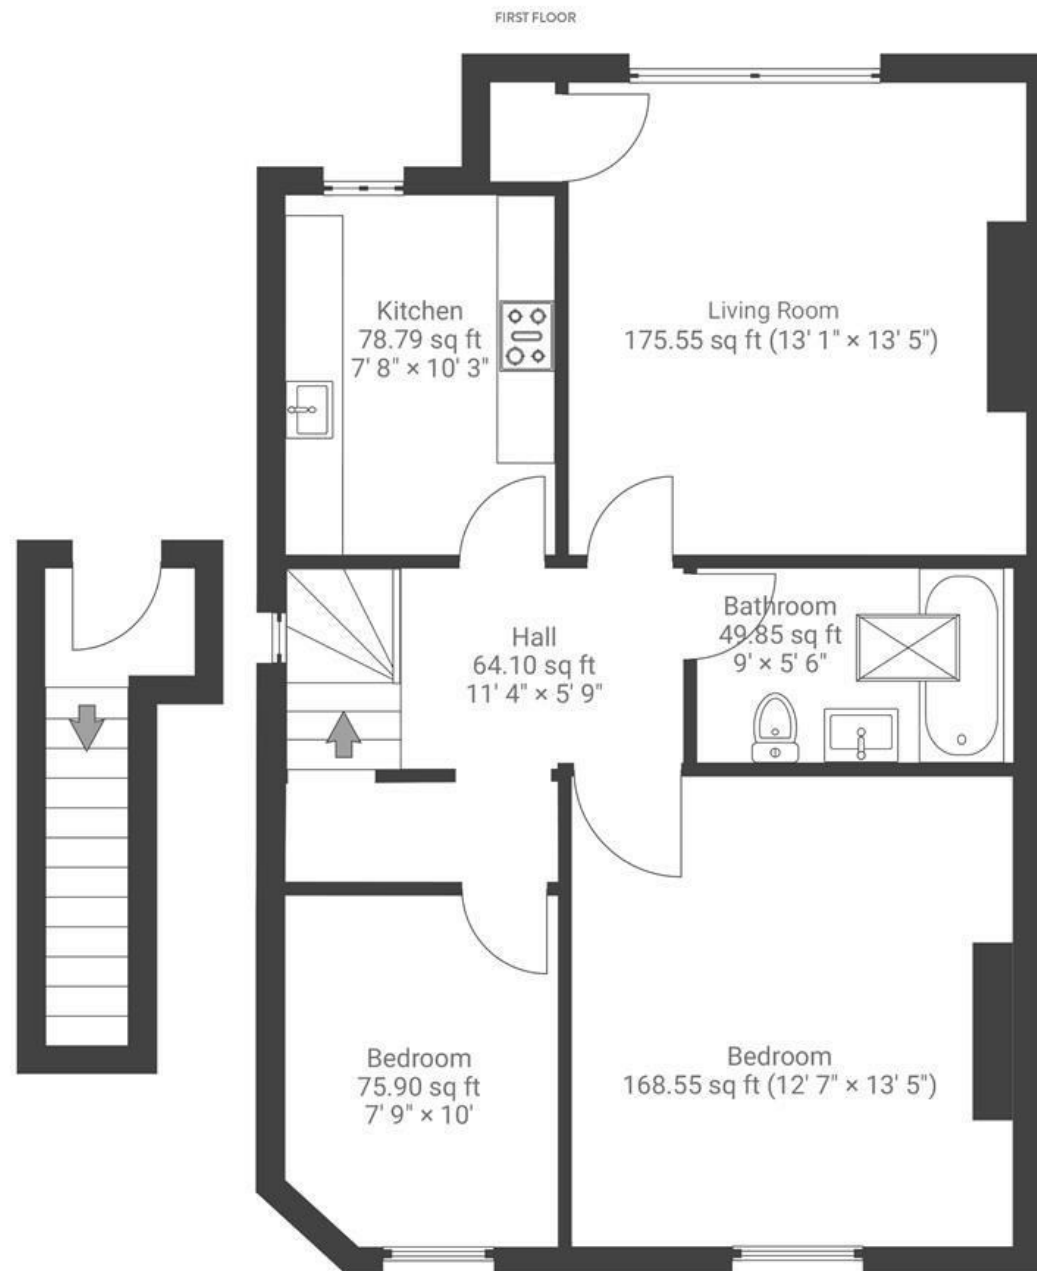 FIRST FLOOR
Kitchen
78.79 sq ft
7' 8" × 10' 3"
Living Room
175.55 sq ft (13' 1" × 13' 5")
Hall
64.10 sq ft
11' 4" × 5' 9"
Bathroom
49.85 sq ft
9' × 5' 6"
Bedroom
75.90 sq ft
7' 9" × 10'
Bedroom
168.55 sq ft (12' 7" × 13' 5")